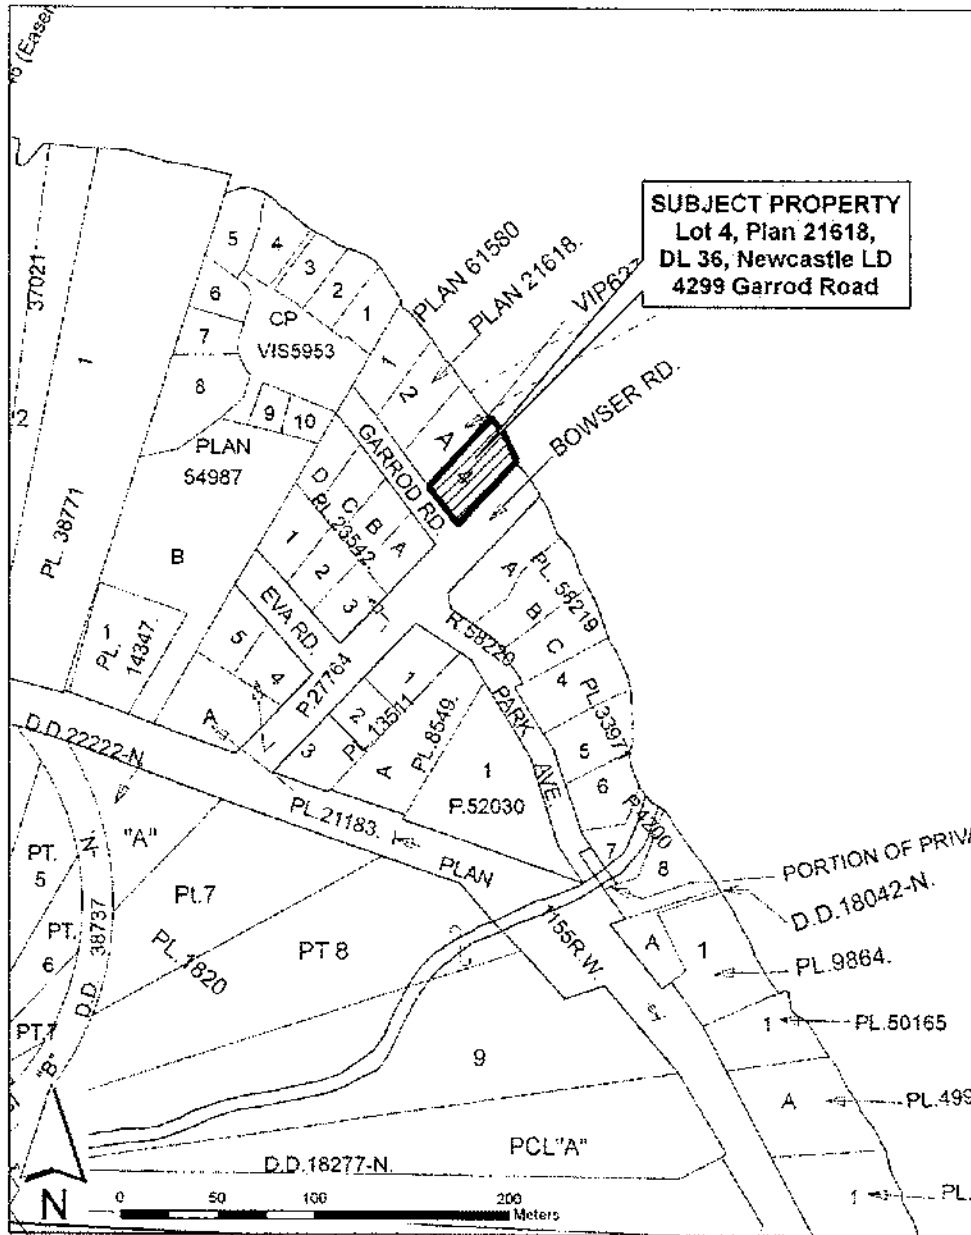 SUBJECT PROPERTY
Lot 4, Plan 21618,
DL 36, Newcastle LD
4299 Garrod Road
PLAN 61580
PLAN 21618.
BOWSER RD.
37021
1
PL. 38771
5
4
3
2
1
6
7
8
9
10
CP
VIS5953
PLAN
54987
B
1
2
A
4
GARROD RD
D
C
B
A
PL.23542.
1
2
3
EVA RD.
5
4
A
P.27764
1
PL.
14347.
D.D.22222-N.
1
2
3
PL.13511
A
PL.8549.
1
P.52030
R.58220
PARK
AVE.
A
B
C
PL. 58219
4
5
6
PL.33971
P.4200
7
8
PORTION OF PRIVA
D.D.18042-N.
PL.21183.
PLAN
1155R.W.
A
1
PL.9864.
1
PL.50165
A
PL.499
1
PL.
"A"
PT.
5
PT.
6
PT.7
"B"
D.D.
38737
-N-
Pt.7
PL.1820
PT 8
9
PCL"A"
D.D.18277-N.
N
0
100
200
Meters